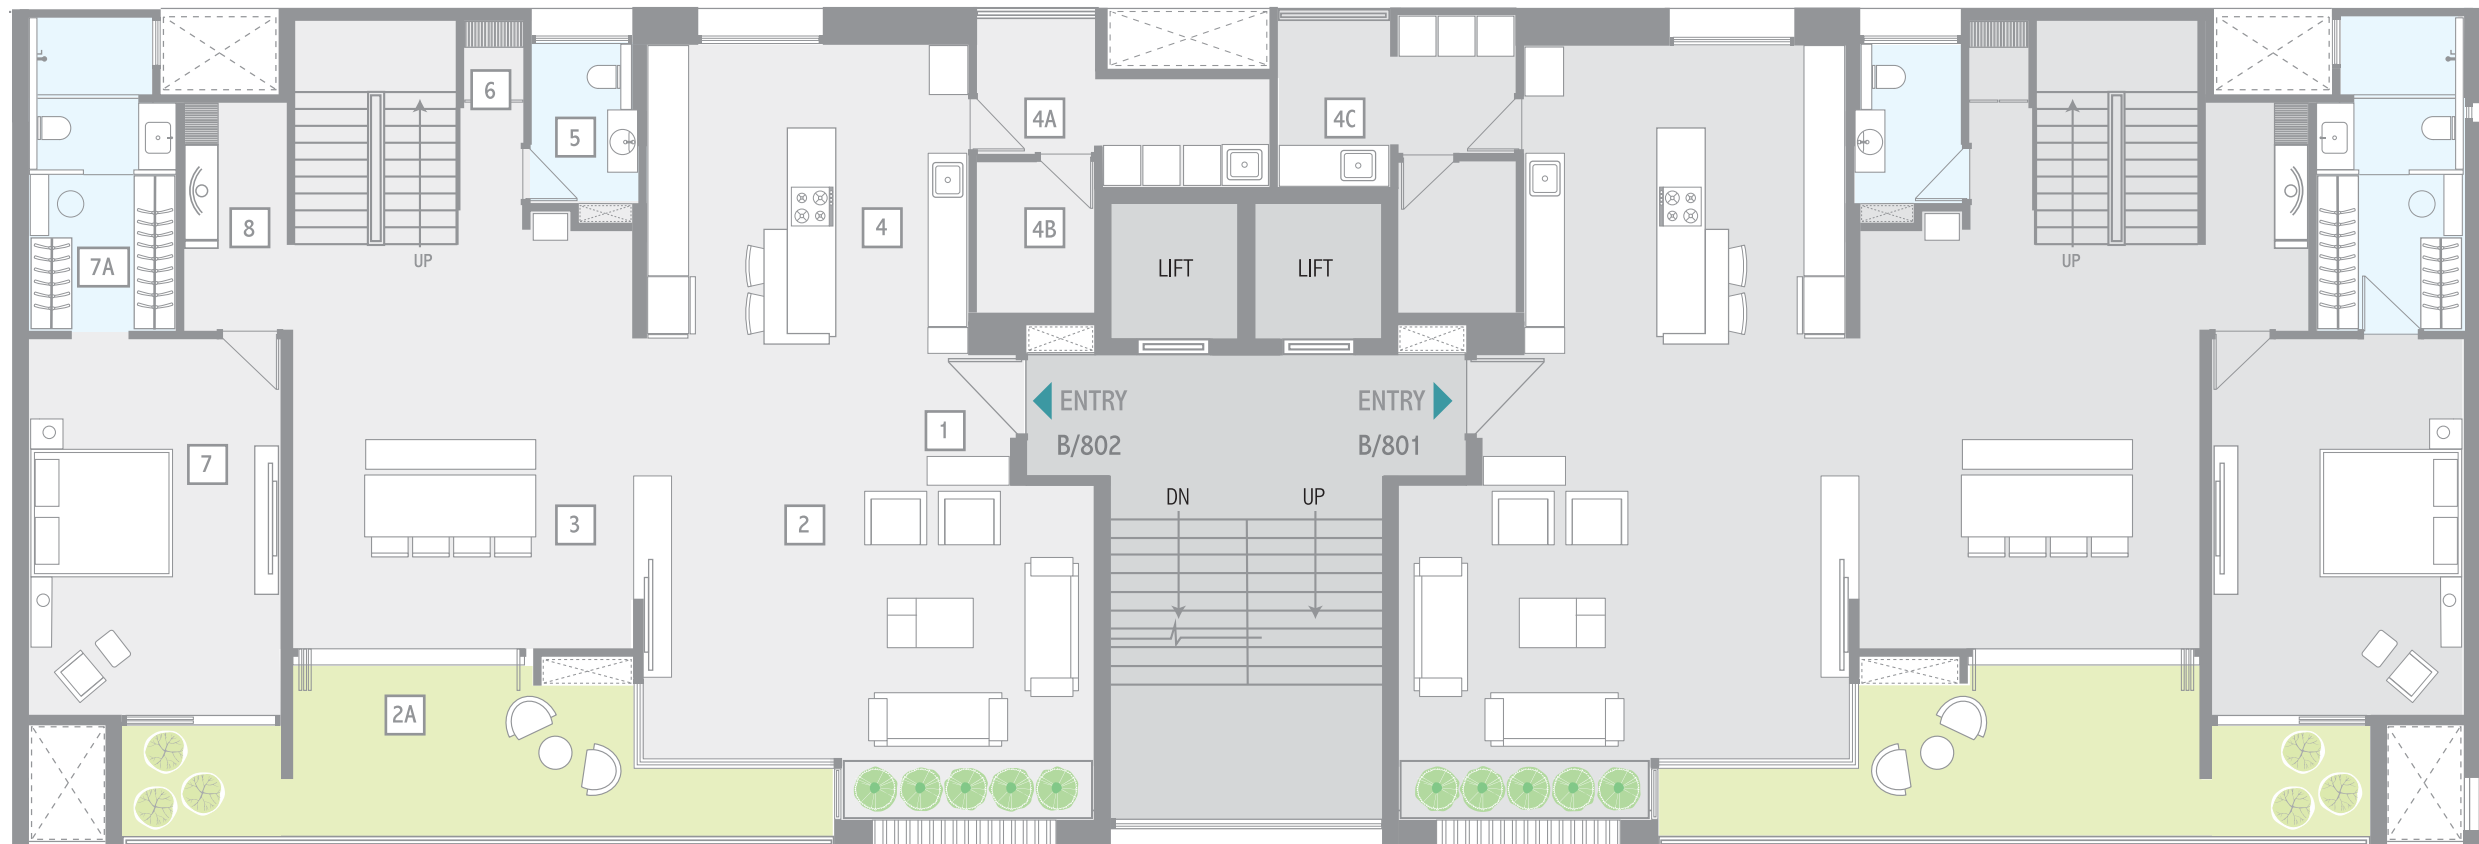 6
4A
4C
5
4
4B
8
7A
UP
UP
LIFT
LIFT
ENTRY
ENTRY
1
B/802
B/801
7
DN
UP
3
2
2A